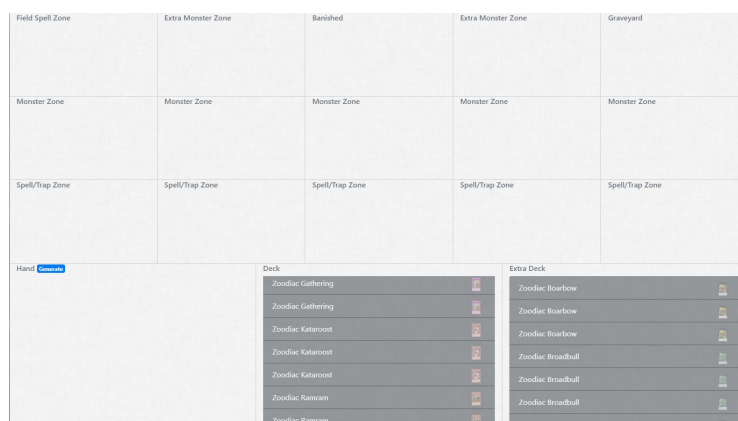 Field Spell Zone
Extra Monster Zone
Banished
Extra Monster Zone
Graveyard
Monster Zone
Monster Zone
Monster Zone
Monster Zone
Monster Zone
Spell/Trap Zone
Spell/Trap Zone
Spell/Trap Zone
Spell/Trap Zone
Spell/Trap Zone
Hand Generate
Deck
Zoodiac Gathering
Zoodiac Gathering
Zoodiac Kataroost
Zoodiac Kataroost
Zoodiac Kataroost
Zoodiac Ramram
Zoodiac Ramram
Extra Deck
Zoodiac Boarbow
Zoodiac Boarbow
Zoodiac Boarbow
Zoodiac Broadbull
Zoodiac Broadbull
Zoodiac Broadbull